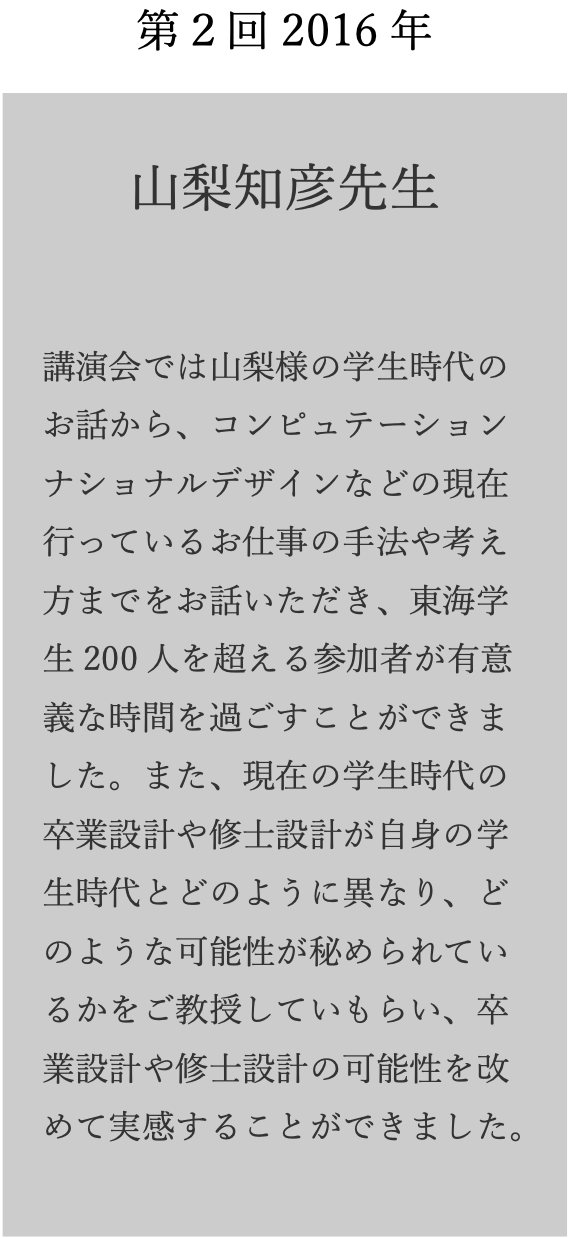 第２回 2016 年
山梨知彦先生
講演会では山梨様の学生時代の
お話から、コンピュテーション
ナショナルデザインなどの現在
行っているお仕事の手法や考え
方までをお話いただき、東海学
生 200 人を超える参加者が有意
義な時間を過ごすことができま
した。また、現在の学生時代の
卒業設計や修士設計が自身の学
生時代とどのように異なり、ど
のような可能性が秘められてい
るかをご教授していもらい、卒
業設計や修士設計の可能性を改
めて実感することができました。